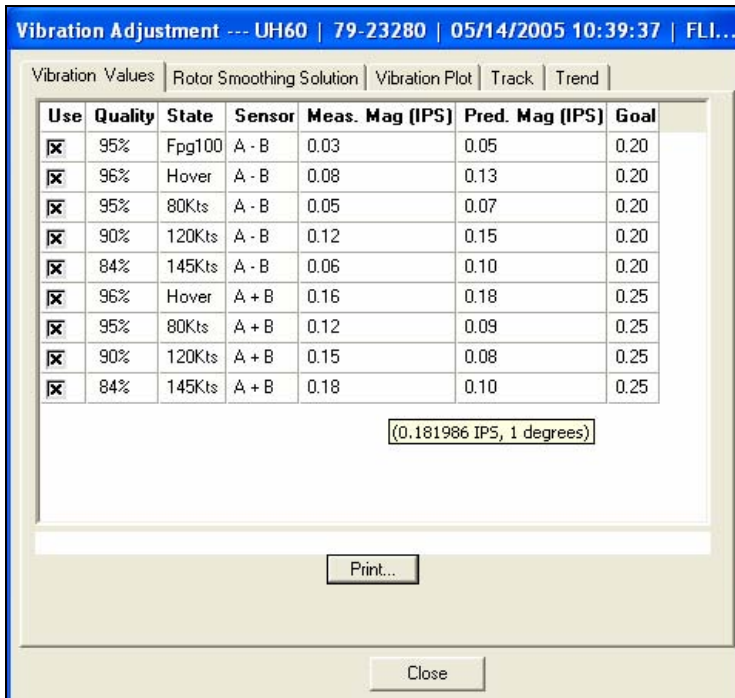 Vibration Adjustment --- UH60 | 79-23280 | 05/14/2005 10:39:37 | FLI...
Vibration Values | Rotor Smoothing Solution | Vibration Plot | Track | Trend |
Use Quality State Sensor Meas. Mag (IPS) Pred. Mag (IPS) Goal
95% Fpg100 A - B 0.03 0.05 0.20
96% Hover A - B 0.08 0.13 0.20
95% 80Kts A - B 0.05 0.07 0.20
90% 120Kts A - B 0.12 0.15 0.20
84% 145Kts A - B 0.06 0.10 0.20
96% Hover A + B 0.16 0.18 0.25
95% 80Kts A + B 0.12 0.09 0.25
90% 120Kts A + B 0.15 0.08 0.25
84% 145Kts A + B 0.18 0.10 0.25
(0.181986 IPS, 1 degrees)
Print...
Close